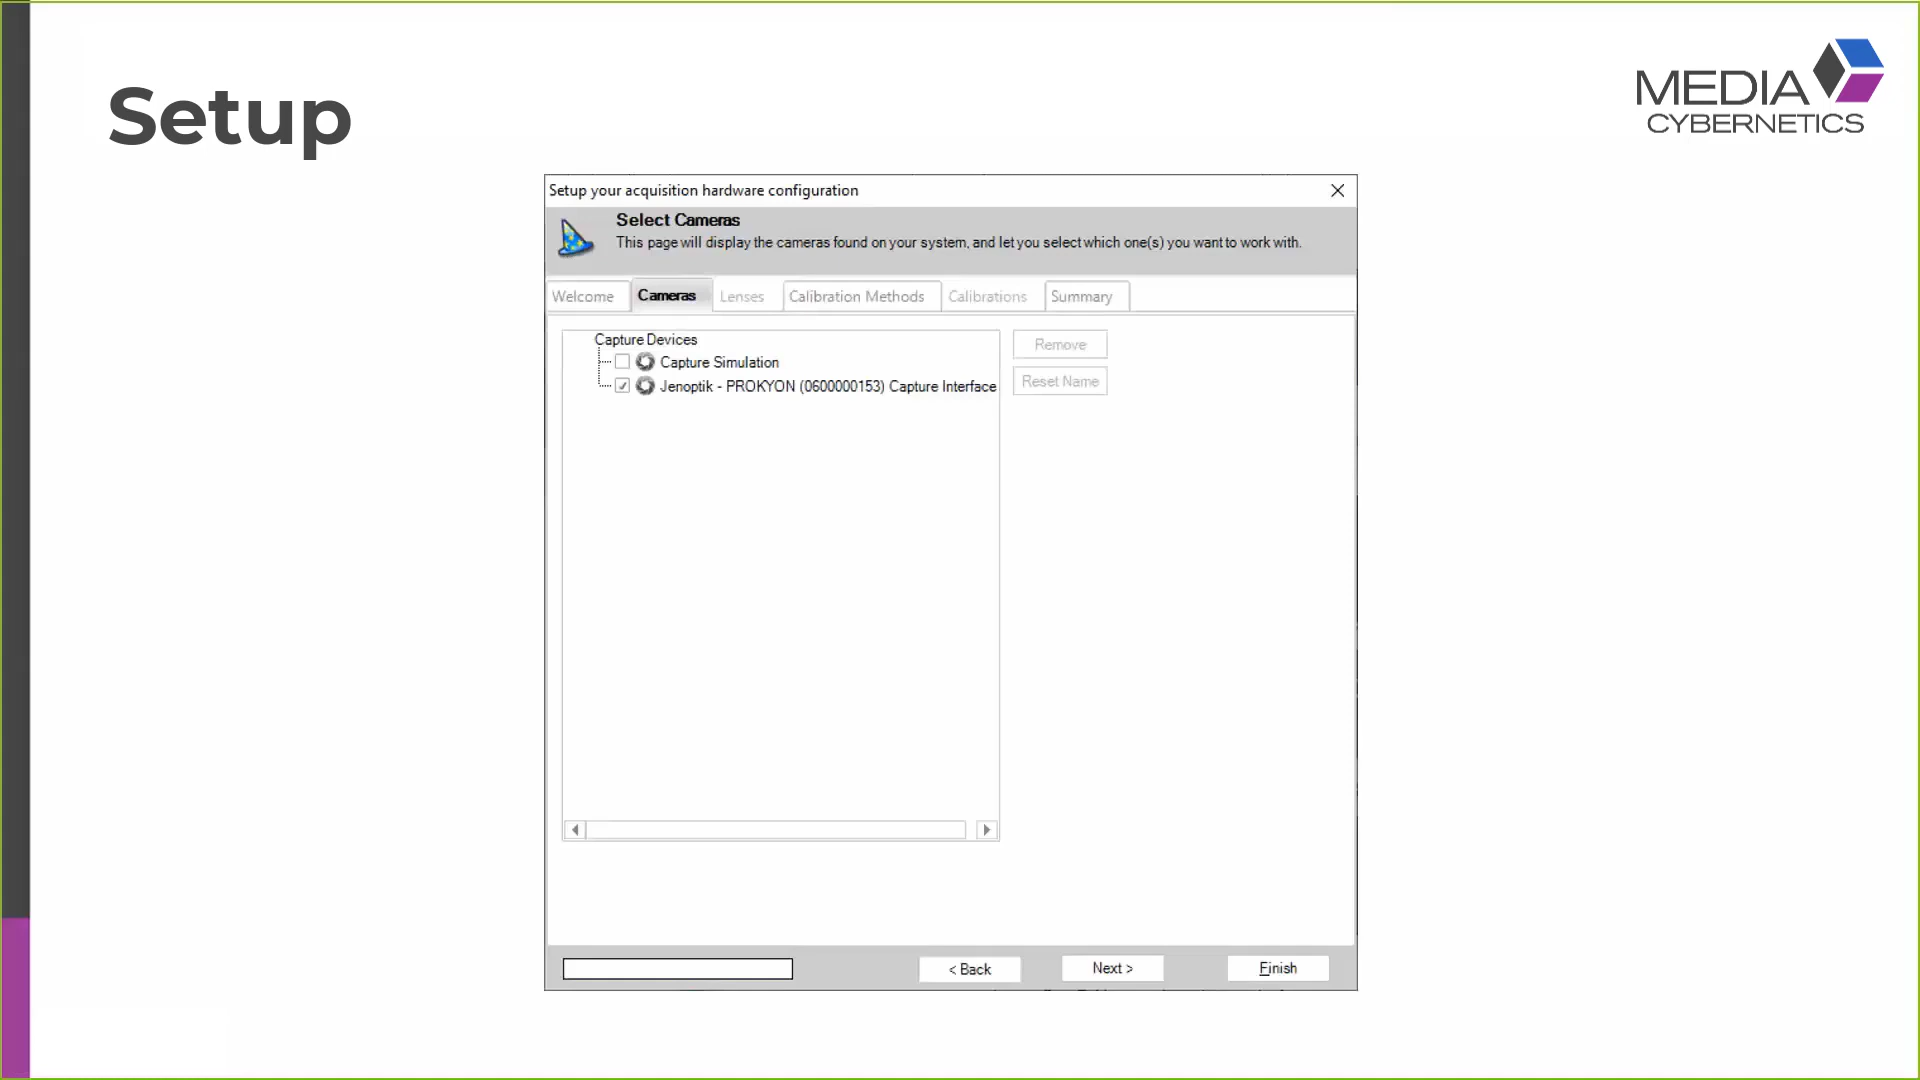 Setup
MEDIA
CYBERNETICS
Setup your acquisition hardware configuration
Select Cameras
This page will display the cameras found on your system, and let you select which one(s) you want to work with.
Welcome Cameras Lenses Calibration Methods Calibrations Summary
Capture Devices
Capture Simulation
Jenoptik - PROKYON (0600000153) Capture Interface
Remove
Reset Name
< Back Next > Finish